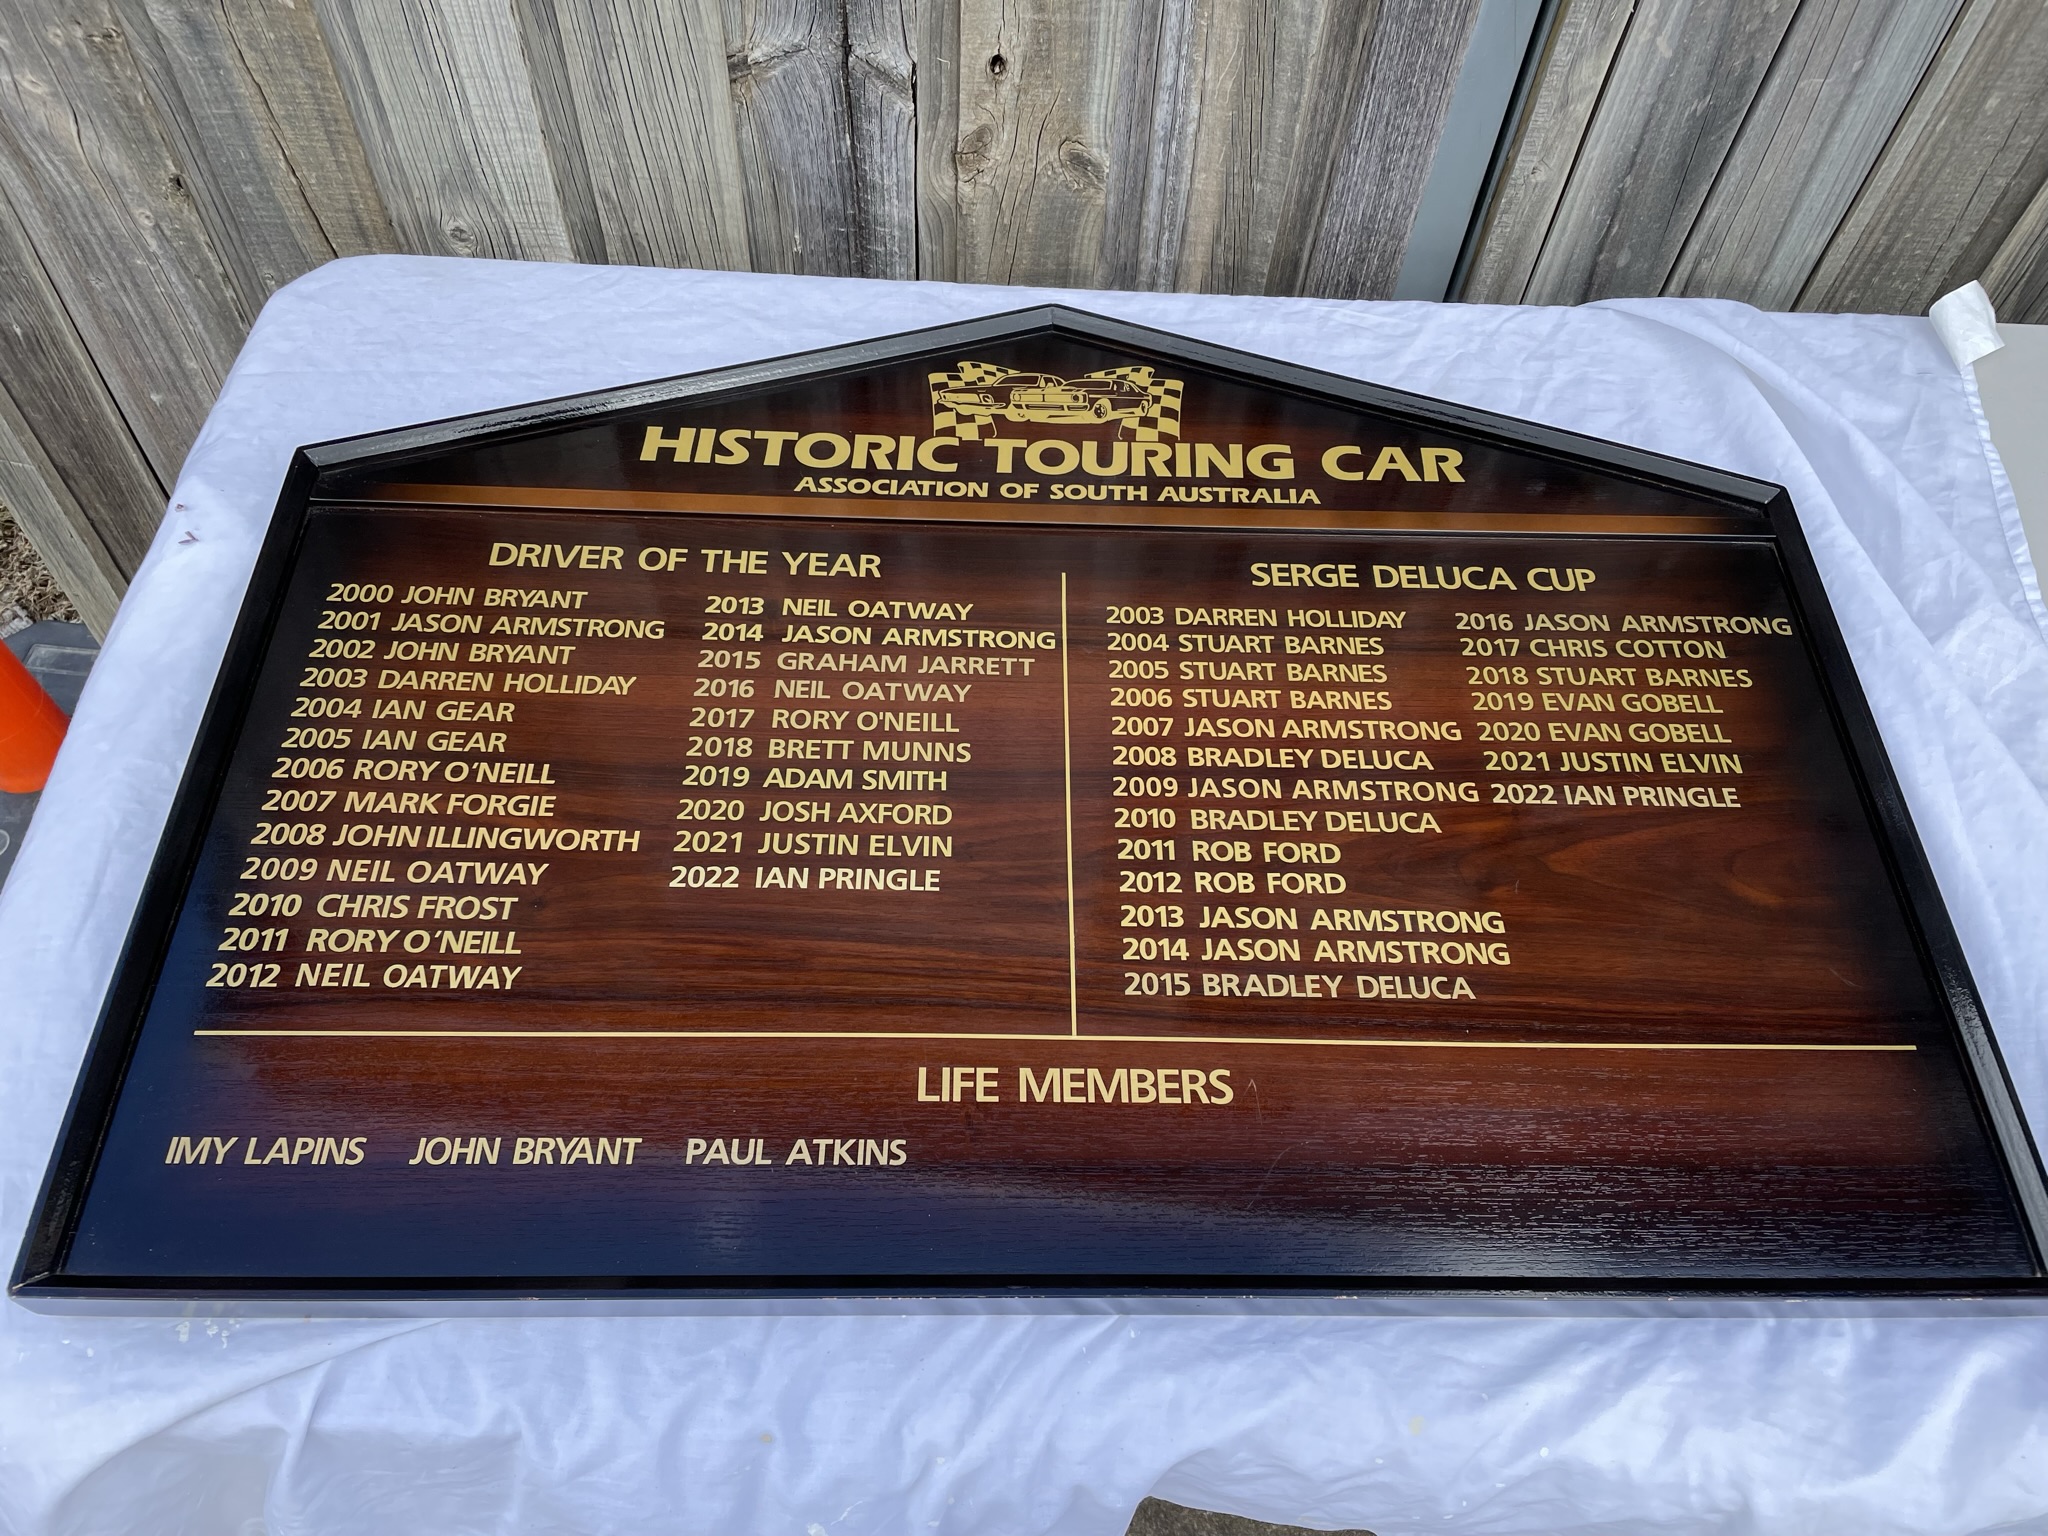 HISTORIC TOURING CAR
ASSOCIATION OF SOUTH AUSTRALIA
DRIVER OF THE YEAR
2000 JOHN BRYANT
2001 JASON ARMSTRONG
2002 JOHN BRYANT
2003 DARREN HOLLIDAY
2004 IAN GEAR
2005 IAN GEAR
2006 RORY O'NEILL
2007 MARK FORGIE
2008 JOHN ILLINGWORTH
2009 NEIL OATWAY
2010 CHRIS FROST
2011 RORY O'NEILL
2012 NEIL OATWAY
2013 NEIL OATWAY
2014 JASON ARMSTRONG
2015 GRAHAM JARRETT
2016 NEIL OATWAY
2017 RORY O'NEILL
2018 BRETT MUNNS
2019 ADAM SMITH
2020 JOSH AXFORD
2021 JUSTIN ELVIN
2022 IAN PRINGLE
SERGE DELUCA CUP
2003 DARREN HOLLIDAY
2004 STUART BARNES
2005 STUART BARNES
2006 STUART BARNES
2007 JASON ARMSTRONG
2008 BRADLEY DELUCA
2009 JASON ARMSTRONG
2010 BRADLEY DELUCA
2011 ROB FORD
2012 ROB FORD
2013 JASON ARMSTRONG
2014 JASON ARMSTRONG
2015 BRADLEY DELUCA
2016 JASON ARMSTRONG
2017 CHRIS COTTON
2018 STUART BARNES
2019 EVAN GOBELL
2020 EVAN GOBELL
2021 JUSTIN ELVIN
2022 IAN PRINGLE
LIFE MEMBERS
IMY LAPINS JOHN BRYANT PAUL ATKINS